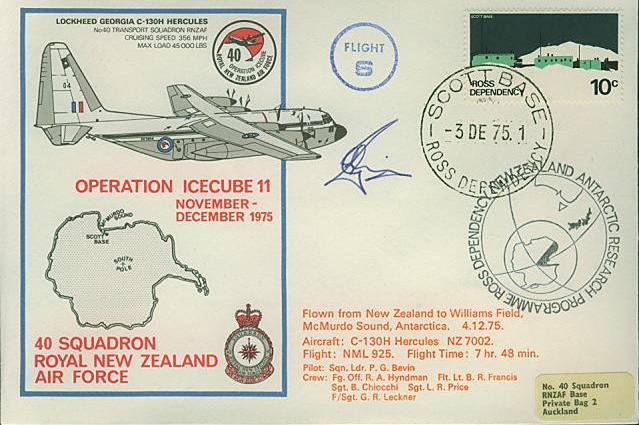 LOCKHEED GEORGIA C-130H HERCULES
No 40 TRANSPORT SQUADRON RNZAF
CRUISING SPEED 356 MPH
MAX LOAD 45000 LBS
40
OPERATION ICECUBE
ROYAL NEW ZEALAND AIR FORCE
04
OPERATION ICECUBE 11
NOVEMBER-
DECEMBER 1975
McMURDO
SOUND
SCOTT
BASE
SOUTH
POLE
40 SQUADRON
ROYAL NEW ZEALAND
AIR FORCE
FLIGHT
S
SCOTT BASE
ROSS
DEPENDENCY
10c
SCOTT BASE
-3 DE 75.1
ROSS DEPENDENCY
NEW ZEALAND ANTARCTIC RESEARCH PROGRAMME ROSS DEPENDENCY
Flown from New Zealand to Williams Field,
McMurdo Sound, Antarctica. 4.12.75.
Aircraft: C-130H Hercules NZ 7002.
Flight: NML 925. Flight Time: 7 hr. 48 min.
Pilot: Sqn. Ldr. P. G. Bevin
Crew: Fg. Off. R. A. Hyndman Flt. Lt. B. R. Francis
Sgt. B. Chiocchi Sgt. L. R. Price
F/Sgt. G. R. Leckner
No. 40 Squadron
RNZAF Base
Private Bag 2
Auckland